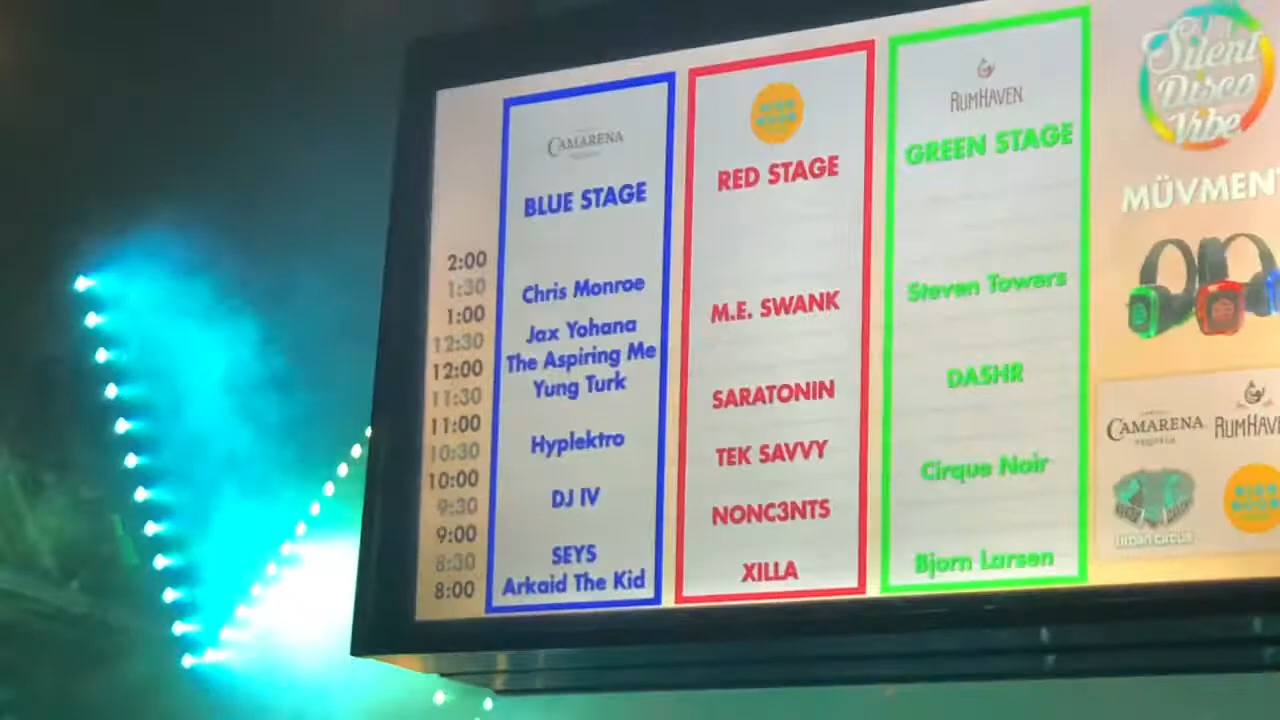 CAMARENA
BLUE STAGE
Chris Monroe
Jax Yohana
The Aspiring Me
Yung Turk
Hyplektro
DJ IV
SEYS
Arkaid The Kid
RED STAGE
M.E. SWANK
SARATONIN
TEK SAVVY
NONC3NTS
XILLA
RUMHAVEN
GREEN STAGE
Steven Towers
DASHR
Cirque Noir
Bjorn Larsen
2:00
1:30
1:00
12:30
12:00
11:30
11:00
10:30
10:00
9:30
9:00
8:30
8:00
Silent
Disco
Vibe
MÜVMENT
CAMARENA
RUMHAVE
URBAN CIRCUS